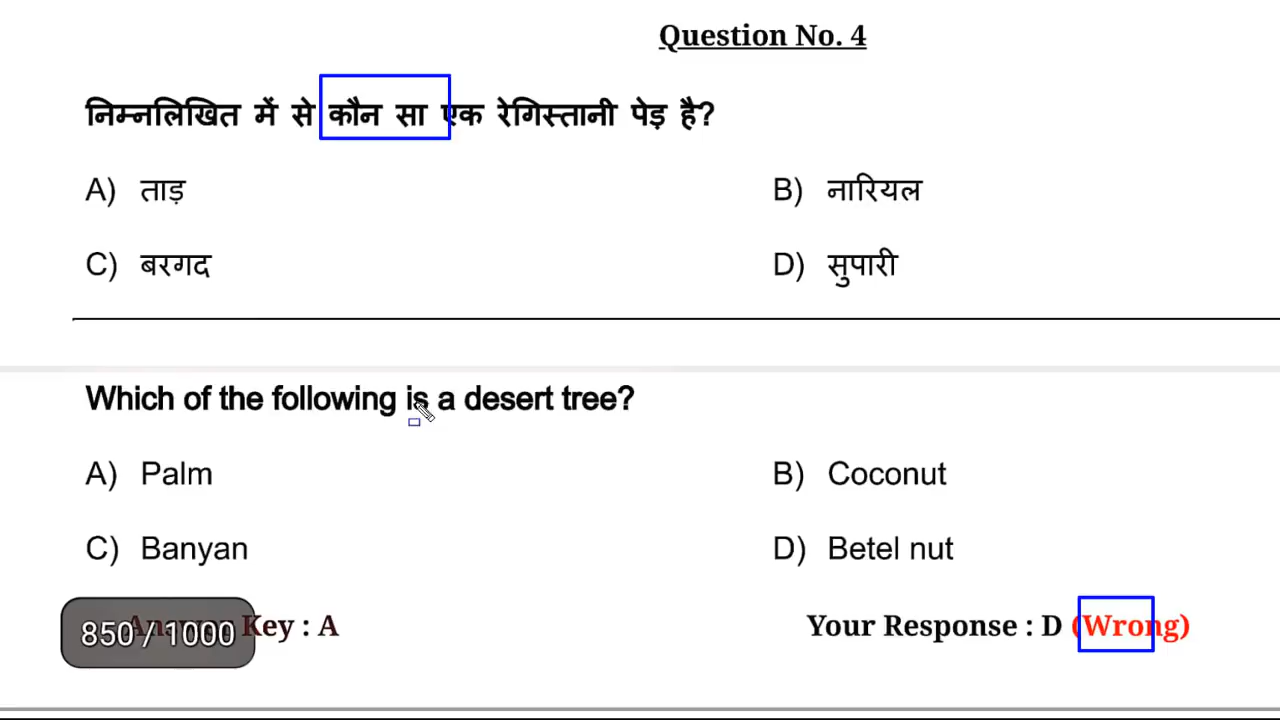 Question No. 4
निम्नलिखित में से कौन सा एक रेगिस्तानी पेड़ है?
A) ताड़ B) नारियल
C) बरगद D) सुपारी
Which of the following is a desert tree?
A) Palm B) Coconut
C) Banyan D) Betel nut
850 / 1000 Key : A Your Response : D (Wrong)